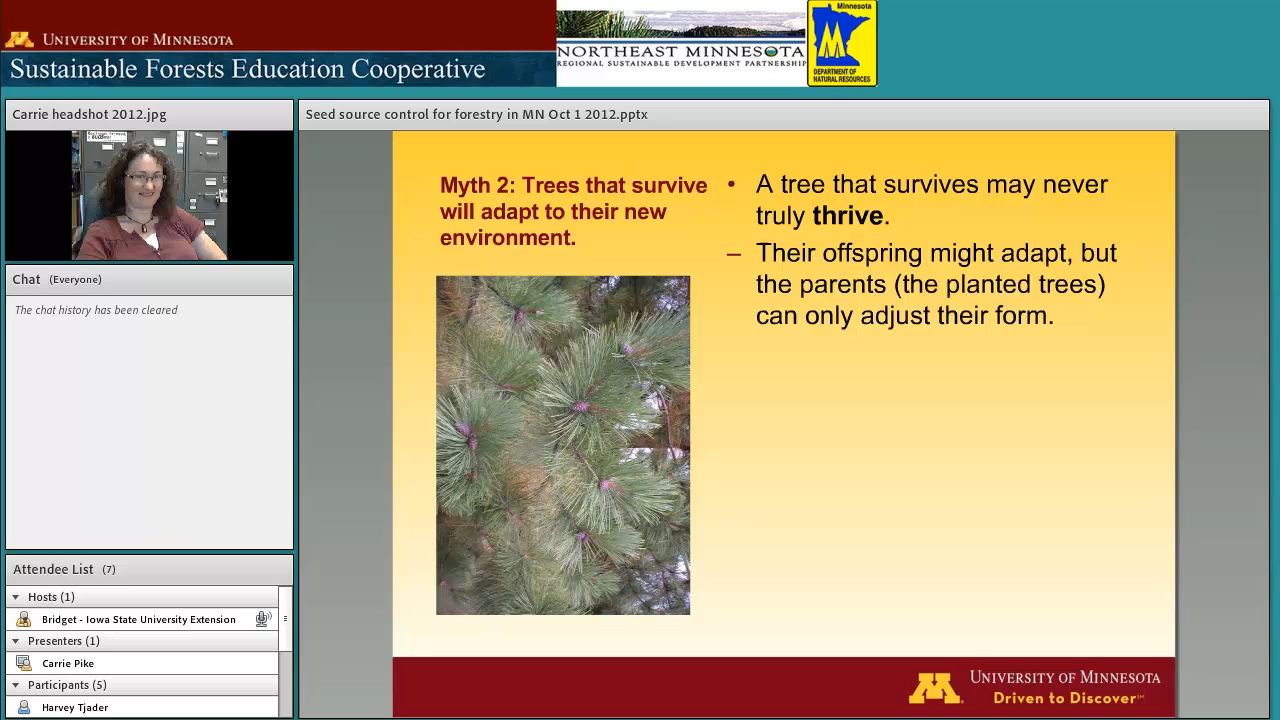 UNIVERSITY OF MINNESOTA
Sustainable Forests Education Cooperative
NORTHEAST MINNESOTA
REGIONAL SUSTAINABLE DEVELOPMENT PARTNERSHIP
Minnesota
DEPARTMENT OF
NATURAL RESOURCES
Carrie headshot 2012.jpg
Chat (Everyone)
The chat history has been cleared
Attendee List (7)
Hosts (1)
Bridget - Iowa State University Extension
Presenters (1)
Carrie Pike
Participants (5)
Harvey Tjader
Seed source control for forestry in MN Oct 1 2012.pptx
Myth 2: Trees that survive
will adapt to their new
environment.
• A tree that survives may never
truly thrive.
– Their offspring might adapt, but
the parents (the planted trees)
can only adjust their form.
M
UNIVERSITY OF MINNESOTA
Driven to Discover℠